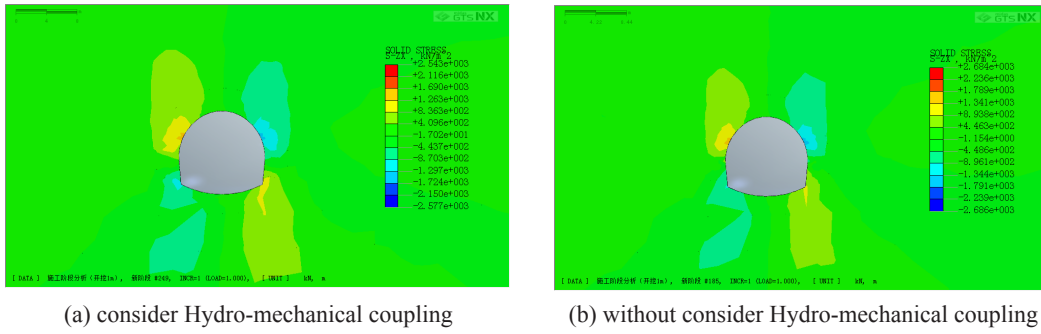 GTS NX
SOLID STRESS
S-ZX , kN/m^2
+2.543e+003
+2.116e+003
+1.690e+003
+1.263e+003
+8.363e+002
+4.096e+002
-1.702e+001
-4.437e+002
-8.703e+002
-1.297e+003
-1.724e+003
-2.150e+003
-2.577e+003
[ DATA ] 施工阶段分析(开挖1m), 新阶段 #249, INCR=1 (LOAD=1.000), [ UNIT ] kN, m
(a) consider Hydro-mechanical coupling
GTS NX
SOLID STRESS
S-ZX , kN/m^2
+2.684e+003
+2.236e+003
+1.789e+003
+1.341e+003
+8.938e+002
+4.463e+002
-1.154e+000
-4.486e+002
-8.961e+002
-1.344e+003
-1.791e+003
-2.239e+003
-2.686e+003
[ DATA ] 施工阶段分析(开挖1m), 新阶段 #185, INCR=1 (LOAD=1.000), [ UNIT ] kN, m
(b) without consider Hydro-mechanical coupling